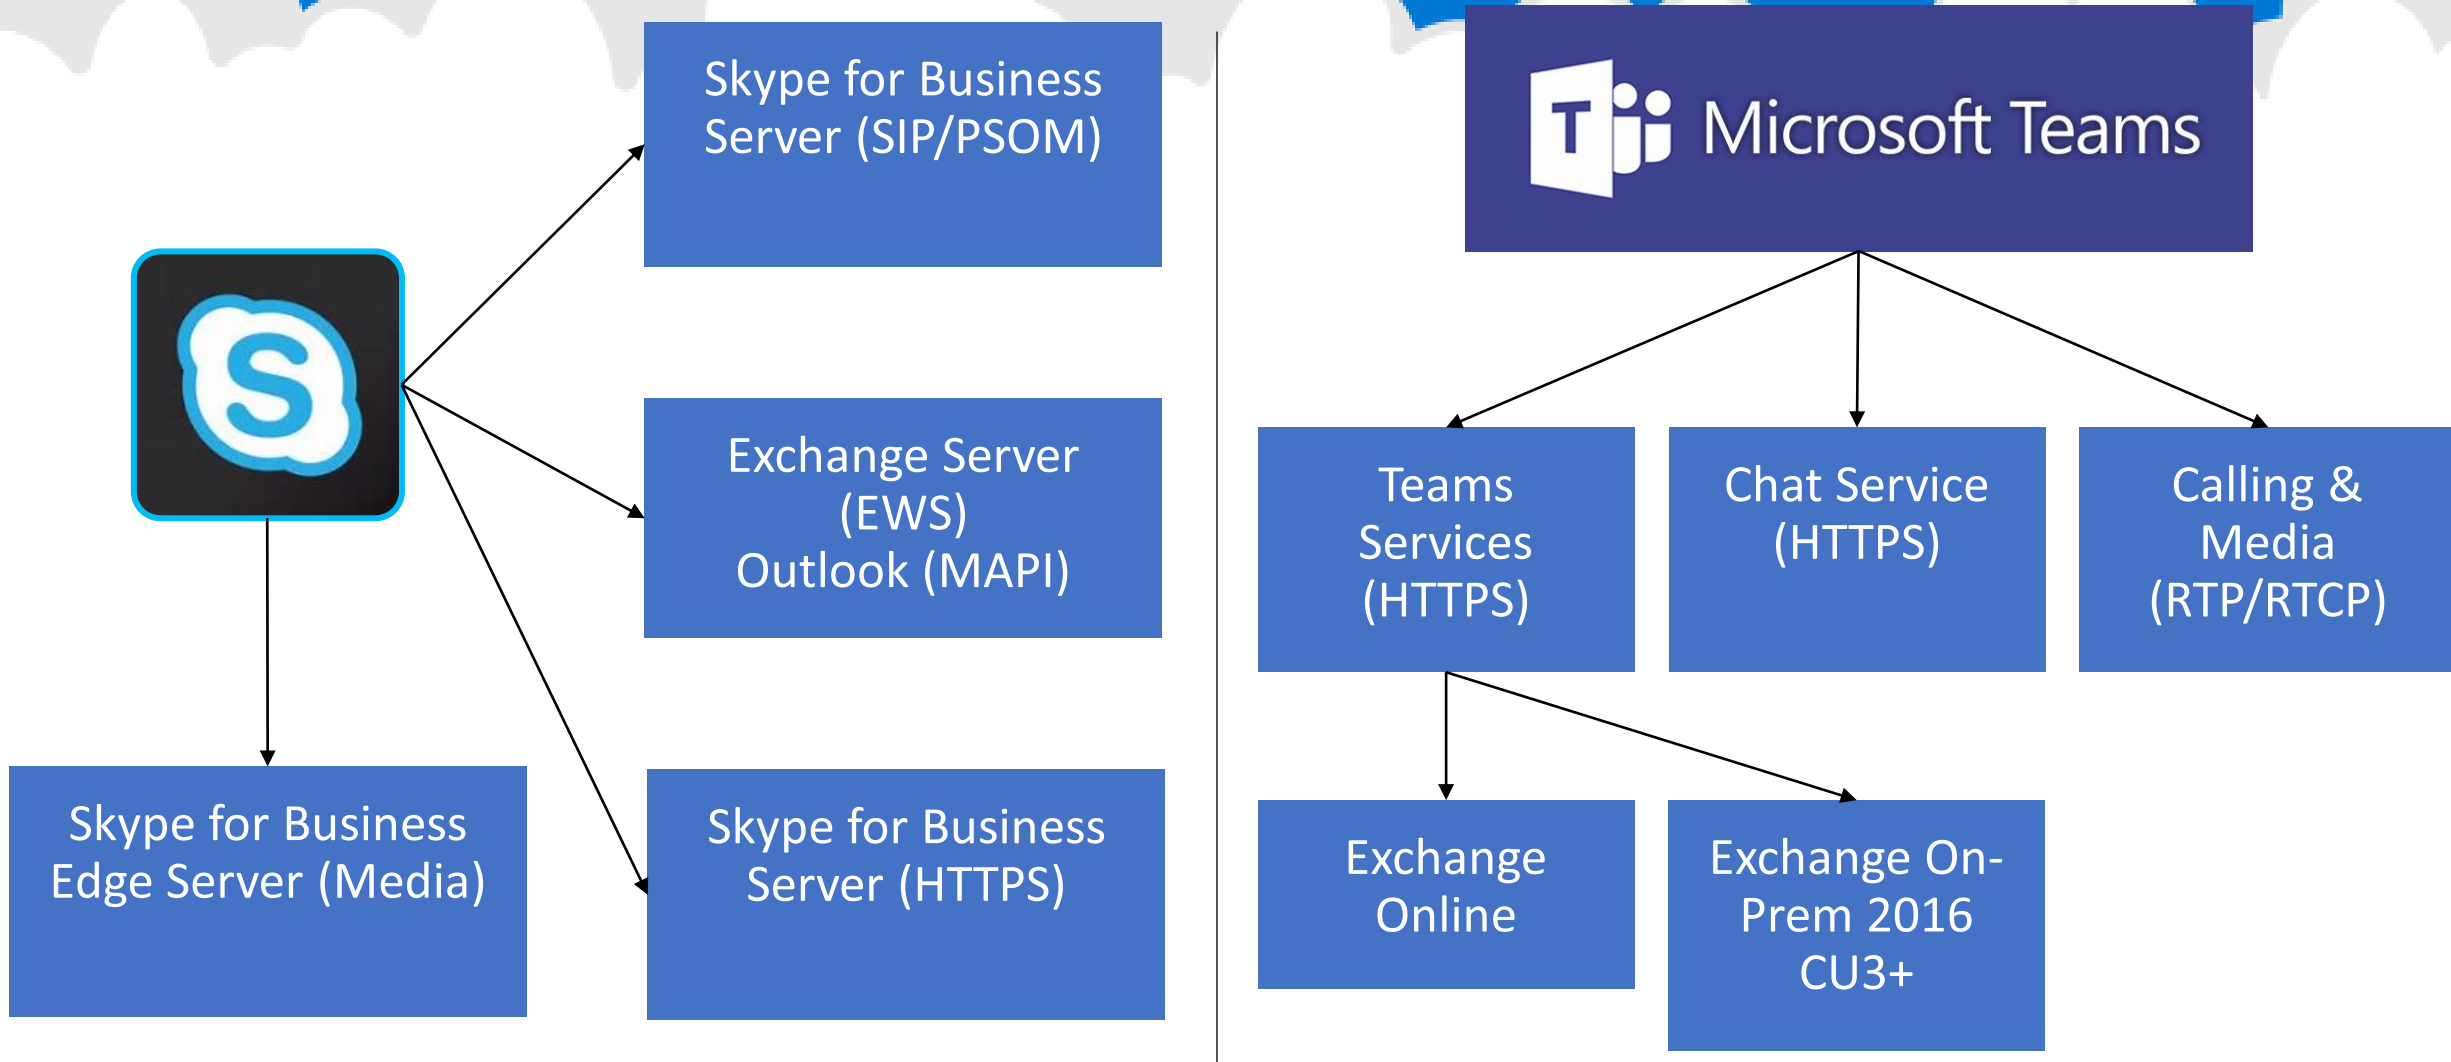 Skype for Business
Server (SIP/PSOM)
S
Exchange Server
(EWS)
Outlook (MAPI)
Skype for Business
Edge Server (Media)
Skype for Business
Server (HTTPS)
T Microsoft Teams
Teams
Services
(HTTPS)
Chat Service
(HTTPS)
Calling &
Media
(RTP/RTCP)
Exchange
Online
Exchange On-
Prem 2016
CU3+